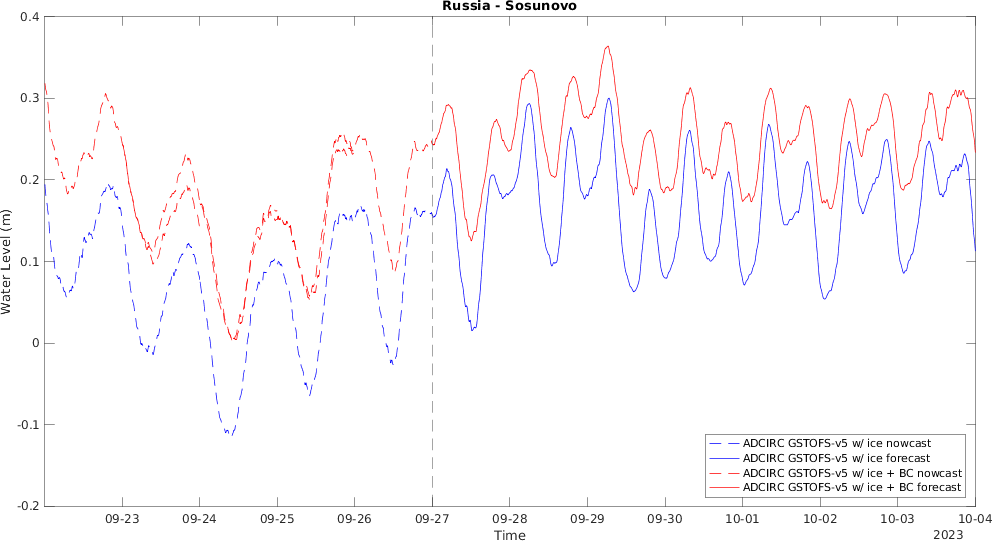 Russia - Sosunovo
0.4
0.3
0.2
0.1
0
-0.1
-0.2
Water Level (m)
09-23 09-24 09-25 09-26 09-27 09-28 09-29 09-30 10-01 10-02 10-03 10-04
Time
2023
ADCIRC GSTOFS-v5 w/ ice nowcast
ADCIRC GSTOFS-v5 w/ ice forecast
ADCIRC GSTOFS-v5 w/ ice + BC nowcast
ADCIRC GSTOFS-v5 w/ ice + BC forecast